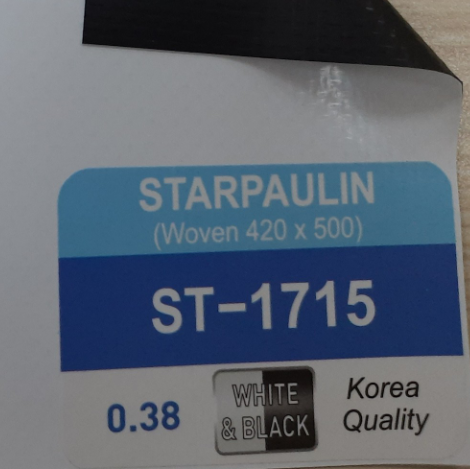 STARPAULIN
(Woven 420 x 500)
ST-1715
0.38
WHITE
& BLACK
Korea
Quality